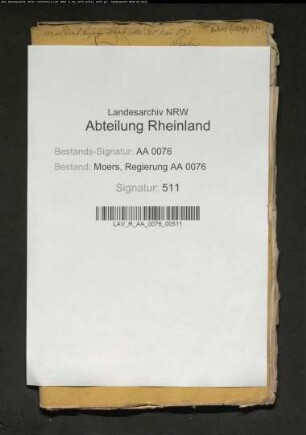 Landesarchiv NRW
Abteilung Rheinland
Bestands-Signatur: AA 0076
Bestand: Moers, Regierung AA 0076
Signatur: 511
LAV_R_AA_0076_00511